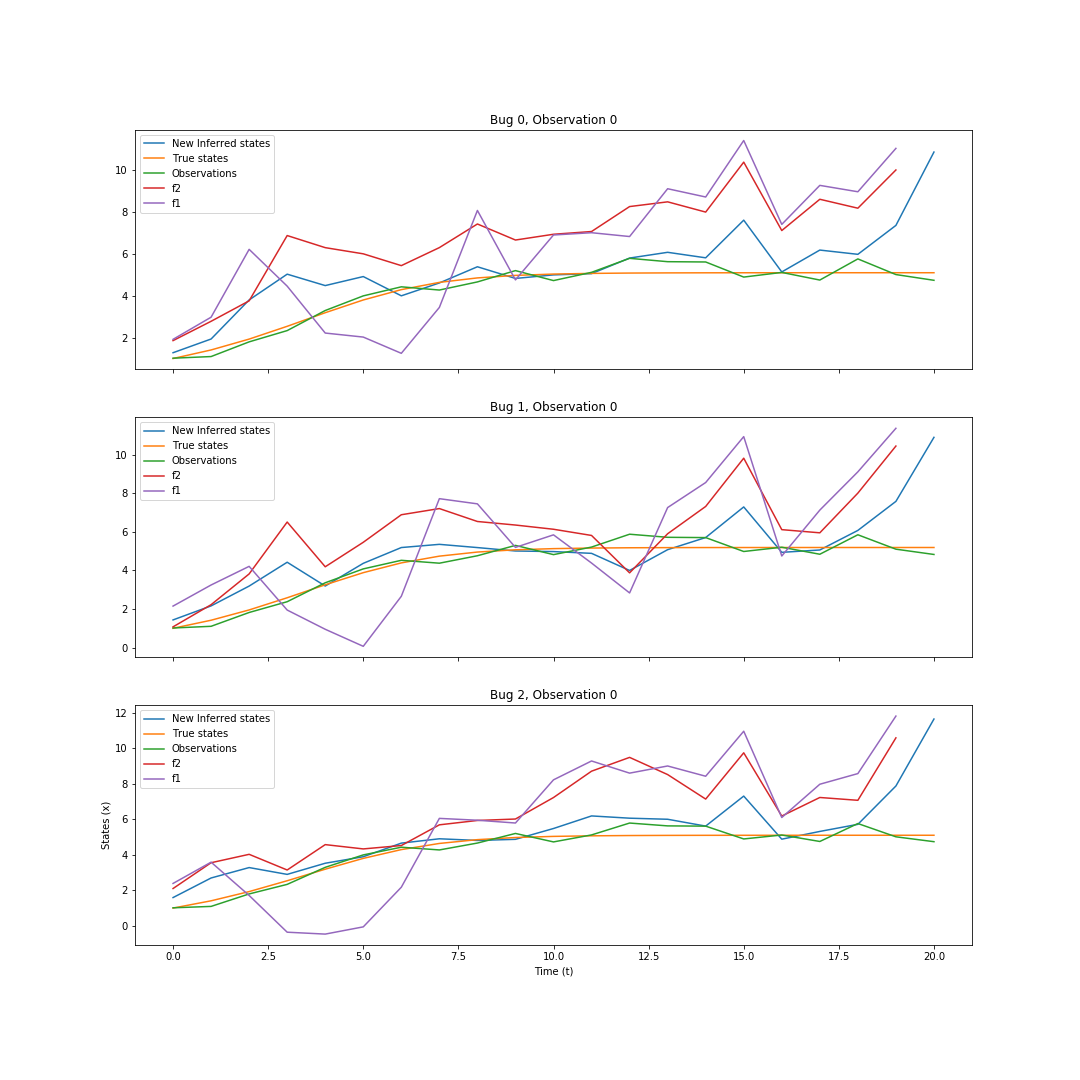 Bug 0, Observation 0
New Inferred states
True states
Observations
f2
f1
10
8
6
4
2
Bug 1, Observation 0
New Inferred states
True states
Observations
f2
f1
10
8
6
4
2
0
Bug 2, Observation 0
New Inferred states
True states
Observations
f2
f1
12
10
8
6
4
2
0
States (x)
0.0 2.5 5.0 7.5 10.0 12.5 15.0 17.5 20.0
Time (t)